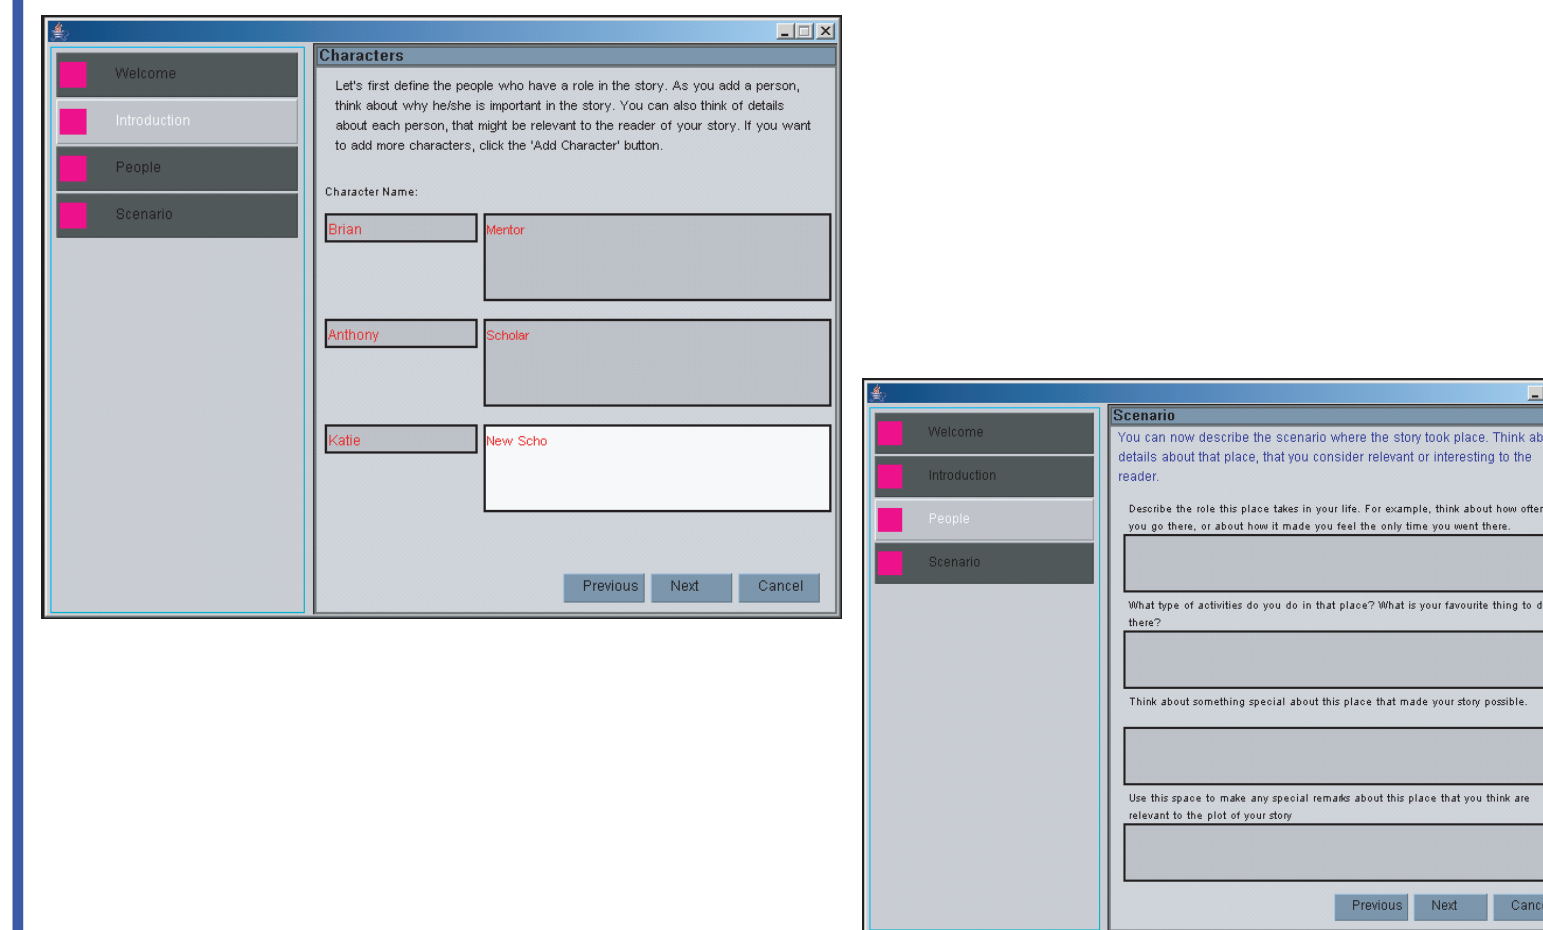 Characters
Welcome
Introduction
People
Scenario
Let's first define the people who have a role in the story. As you add a person,
think about why he/she is important in the story. You can also think of details
about each person, that might be relevant to the reader of your story. If you want
to add more characters, click the 'Add Character' button.
Character Name:
Brian
Mentor
Anthony
Scholar
Katie
New Scho
Previous
Next
Cancel
Scenario
Welcome
Introduction
People
Scenario
You can now describe the scenario where the story took place. Think ab
details about that place, that you consider relevant or interesting to the
reader.
Describe the role this place takes in your life. For example, think about how often
you go there, or about how it made you feel the only time you went there.
What type of activities do you do in that place? What is your favourite thing to d
there?
Think about something special about this place that made your story possible.
Use this space to make any special remarks about this place that you think are
relevant to the plot of your story
Previous
Next
Canc